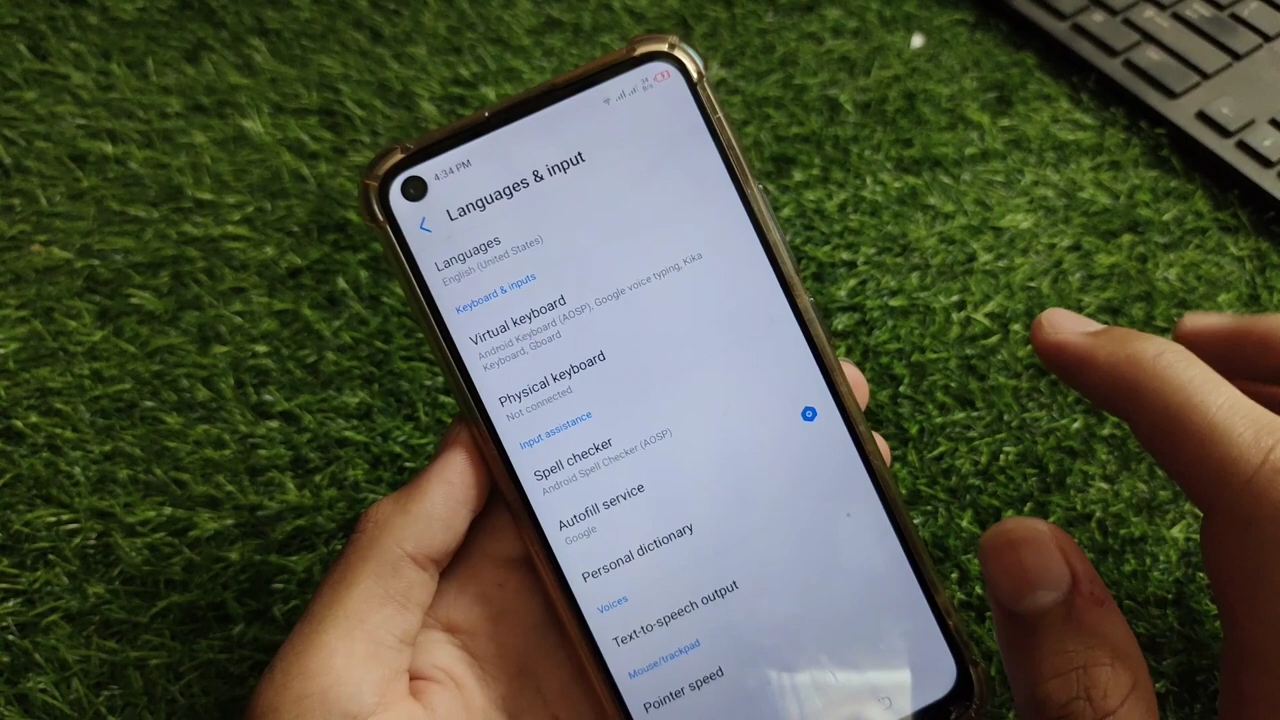 4:34 PM
Languages & input
Languages
English (United States)
Keyboard & inputs
Virtual keyboard
Android Keyboard (AOSP), Google voice typing, Kika
Keyboard, Gboard
Physical keyboard
Not connected
Input assistance
Spell checker
Android Spell Checker (AOSP)
Autofill service
Google
Personal dictionary
Voices
Text-to-speech output
Mouse/trackpad
Pointer speed